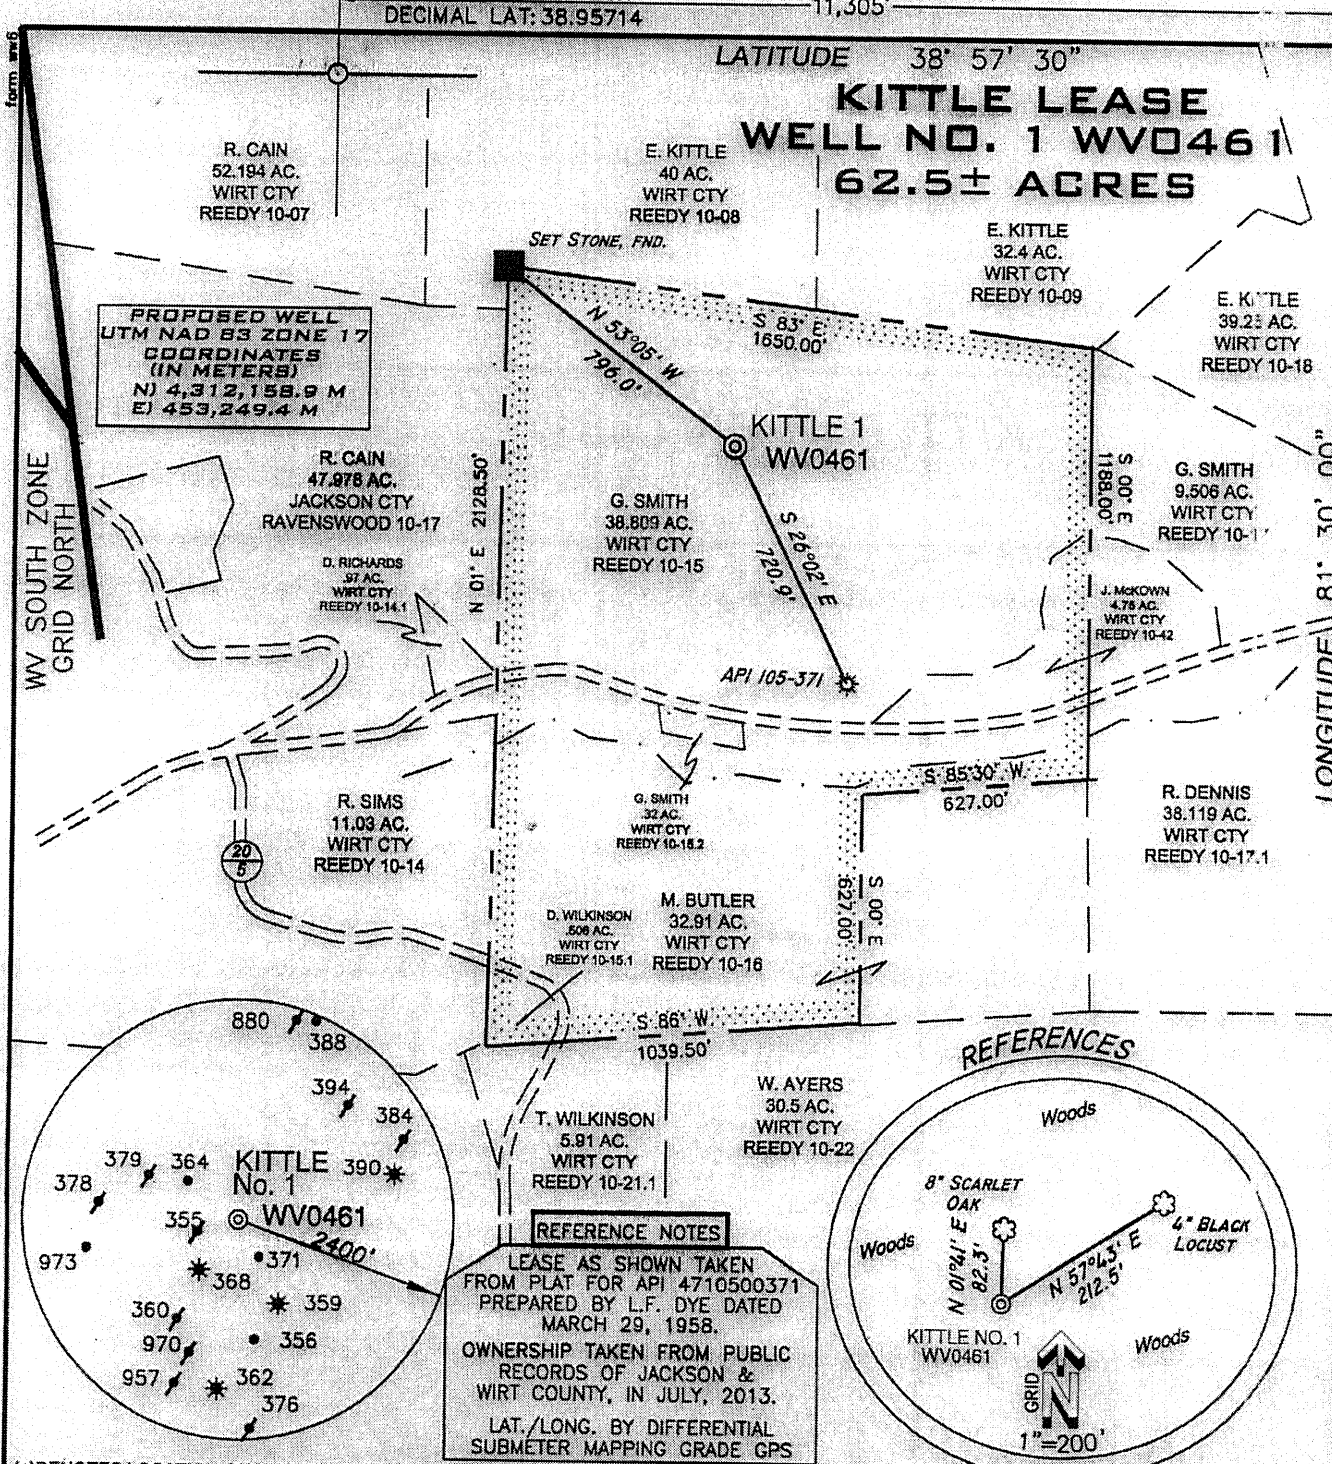 DECIMAL LAT: 38.95714
11,305'
form ww6
LATITUDE 38° 57' 30"
KITTLE LEASE
WELL NO. 1 WV0461
62.5± ACRES
R. CAIN
52.194 AC.
WIRT CTY
REEDY 10-07
E. KITTLE
40 AC.
WIRT CTY
REEDY 10-08
SET STONE, FND.
E. KITTLE
32.4 AC.
WIRT CTY
REEDY 10-09
E. KITTLE
AC.
WIRT CTY
REEDY 10-18
PROPOSED WELL
UTM NAD 83 ZONE 17
COORDINATES
(IN METERS)
N) 4,312,158.9 M
E) 453,249.4 M
N 53°05' W
796.0'
S 83° E
1650.00'
KITTLE 1
WV0461
WV SOUTH ZONE
GRID NORTH
R. CAIN
47.978 AC.
JACKSON CTY
RAVENSWOOD 10-17
N 01° E 2128.50'
G. SMITH
38.809 AC.
WIRT CTY
REEDY 10-15
S 26°02' E
720.9'
S 00° E
1188.00'
G. SMITH
9.506 AC.
WIRT CTY
REEDY
LONGITUDE 81° 30' 00"
D. RICHARDS
.97 AC.
WIRT CTY
REEDY 10-14.1
J. McKOWN
4.75 AC.
WIRT CTY
REEDY 10-42
API 105-371
S 85°30' W
627.00'
R. SIMS
11.03 AC.
WIRT CTY
REEDY 10-14
20
5
G. SMITH
.32 AC.
WIRT CTY
REEDY 10-15.2
R. DENNIS
38.119 AC.
WIRT CTY
REEDY 10-17.1
S 00° E
627.00'
D. WILKINSON
.506 AC.
WIRT CTY
REEDY 10-15.1
M. BUTLER
32.91 AC.
WIRT CTY
REEDY 10-16
S 86° W
1039.50'
T. WILKINSON
5.91 AC.
WIRT CTY
REEDY 10-21.1
W. AYERS
30.5 AC.
WIRT CTY
REEDY 10-22
880
388
394
384
379
364
390
378
KITTLE
No. 1
WV0461
2400'
355
973
371
368
359
360
970
356
957
362
376
REFERENCE NOTES
LEASE AS SHOWN TAKEN
FROM PLAT FOR API 4710500371
PREPARED BY L.F. DYE DATED
MARCH 29, 1958.
OWNERSHIP TAKEN FROM PUBLIC
RECORDS OF JACKSON &
WIRT COUNTY, IN JULY, 2013.
LAT./LONG. BY DIFFERENTIAL
SUBMETER MAPPING GRADE GPS
REFERENCES
Woods
8" SCARLET
OAK
4" BLACK
LOCUST
Woods
N 01°41' E
82.3'
N 57°43' E
212.5'
KITTLE NO. 1
WV0461
Woods
GRID
N
1"=200'